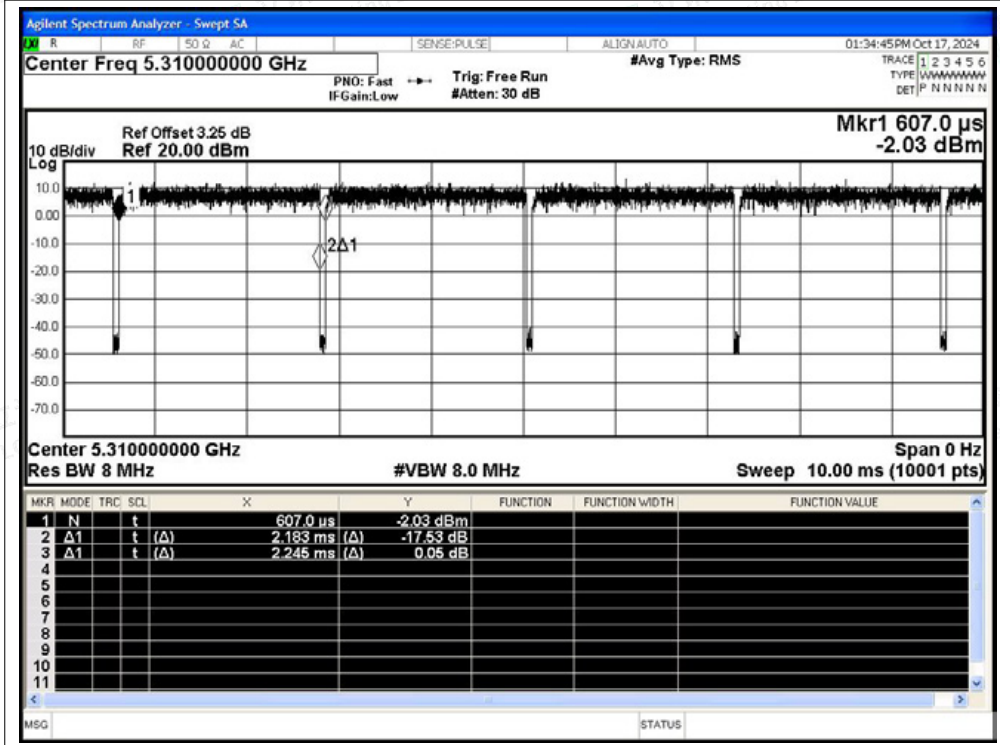 Agilent Spectrum Analyzer - Swept SA
LXI R RF 50 Ω AC SENSE:PULSE ALIGN AUTO 01:34:45 PM Oct 17, 2024
Center Freq 5.310000000 GHz #Avg Type: RMS TRACE 1 2 3 4 5 6
PNO: Fast Trig: Free Run TYPE WWWWWW
IFGain:Low #Atten: 30 dB DET P N N N N N
Mkr1 607.0 µs
Ref Offset 3.25 dB
10 dB/div Ref 20.00 dBm -2.03 dBm
Log
10.0
1
0.00
-10.0
2Δ1
-20.0
-30.0
-40.0
-50.0
-60.0
-70.0
Center 5.310000000 GHz Span 0 Hz
Res BW 8 MHz #VBW 8.0 MHz Sweep 10.00 ms (10001 pts)
MKR MODE TRC SCL X Y FUNCTION FUNCTION WIDTH FUNCTION VALUE
1 N t 607.0 µs -2.03 dBm
2 Δ1 t (Δ) 2.183 ms (Δ) -17.53 dB
3 Δ1 t (Δ) 2.245 ms (Δ) 0.05 dB
4
5
6
7
8
9
10
11
MSG STATUS